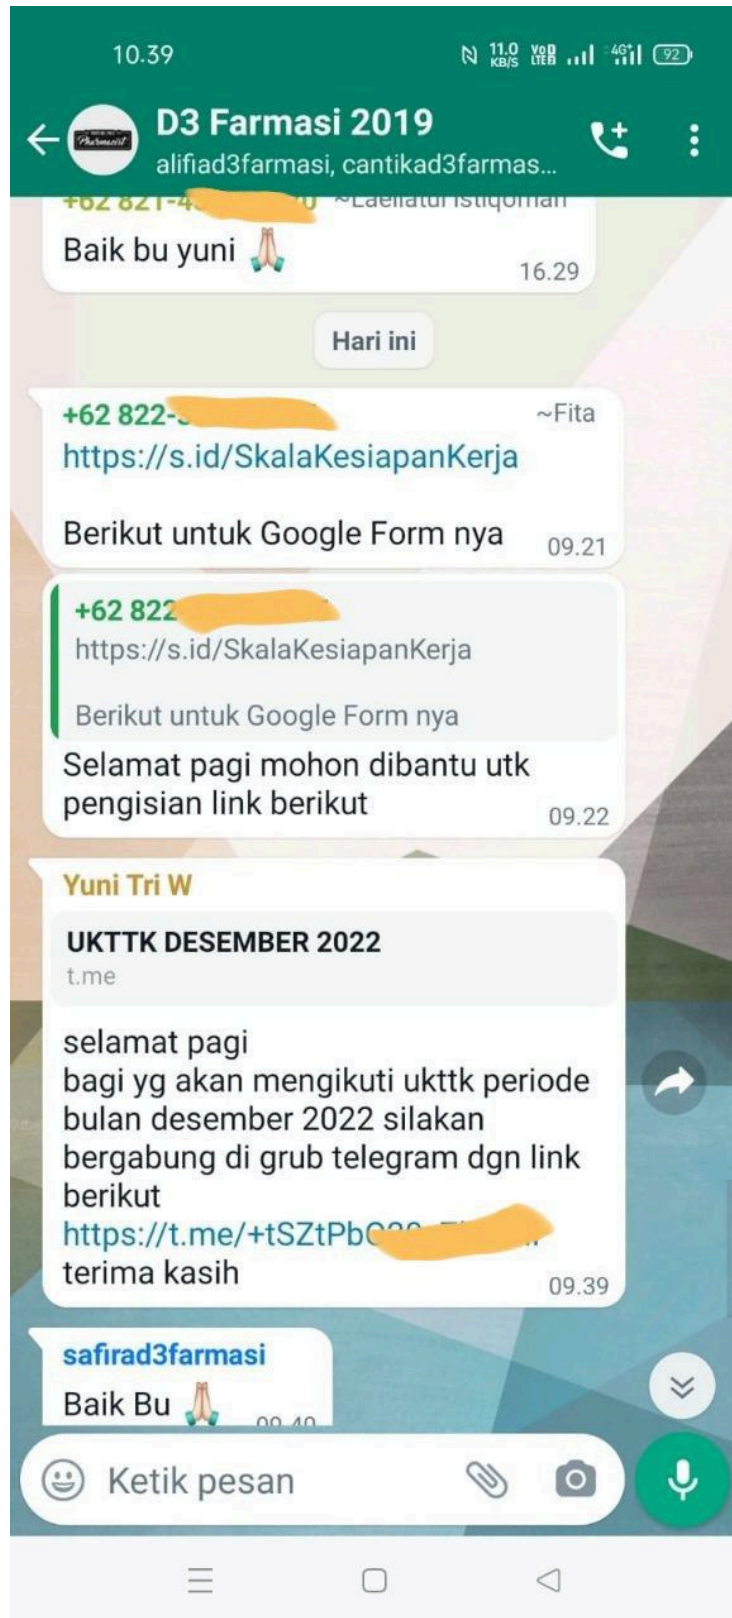 10.39
11.0 KB/S
4G+
92
D3 Farmasi 2019
Pharmacist
alifiad3farmasi, cantikad3farmas...
Baik bu yuni 🙏🏻
16.29
Hari ini
+62 822-
~Fita
https://s.id/SkalaKesiapanKerja
Berikut untuk Google Form nya
09.21
+62 822
https://s.id/SkalaKesiapanKerja
Berikut untuk Google Form nya
Selamat pagi mohon dibantu utk
pengisian link berikut
09.22
Yuni Tri W
UKTTK DESEMBER 2022
t.me
selamat pagi
bagi yg akan mengikuti ukttk periode
bulan desember 2022 silakan
bergabung di grub telegram dgn link
berikut
https://t.me/+tSZtPb
terima kasih
09.39
safirad3farmasi
Baik Bu 🙏🏻
09.40
Ketik pesan